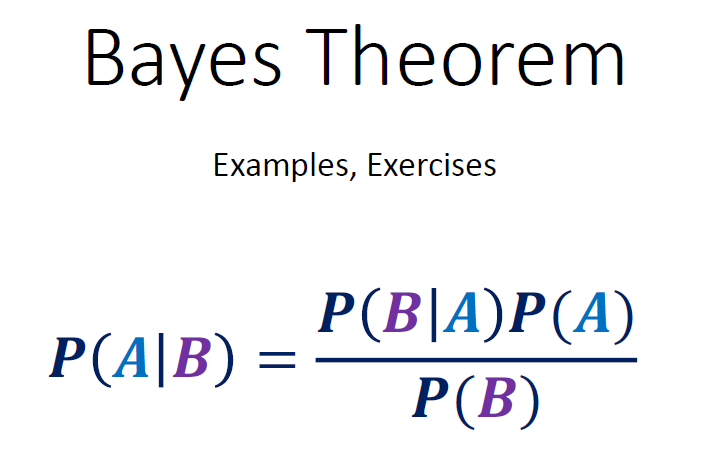 Bayes Theorem
Examples, Exercises
P(A|B) = P(B|A)P(A)
P(B)